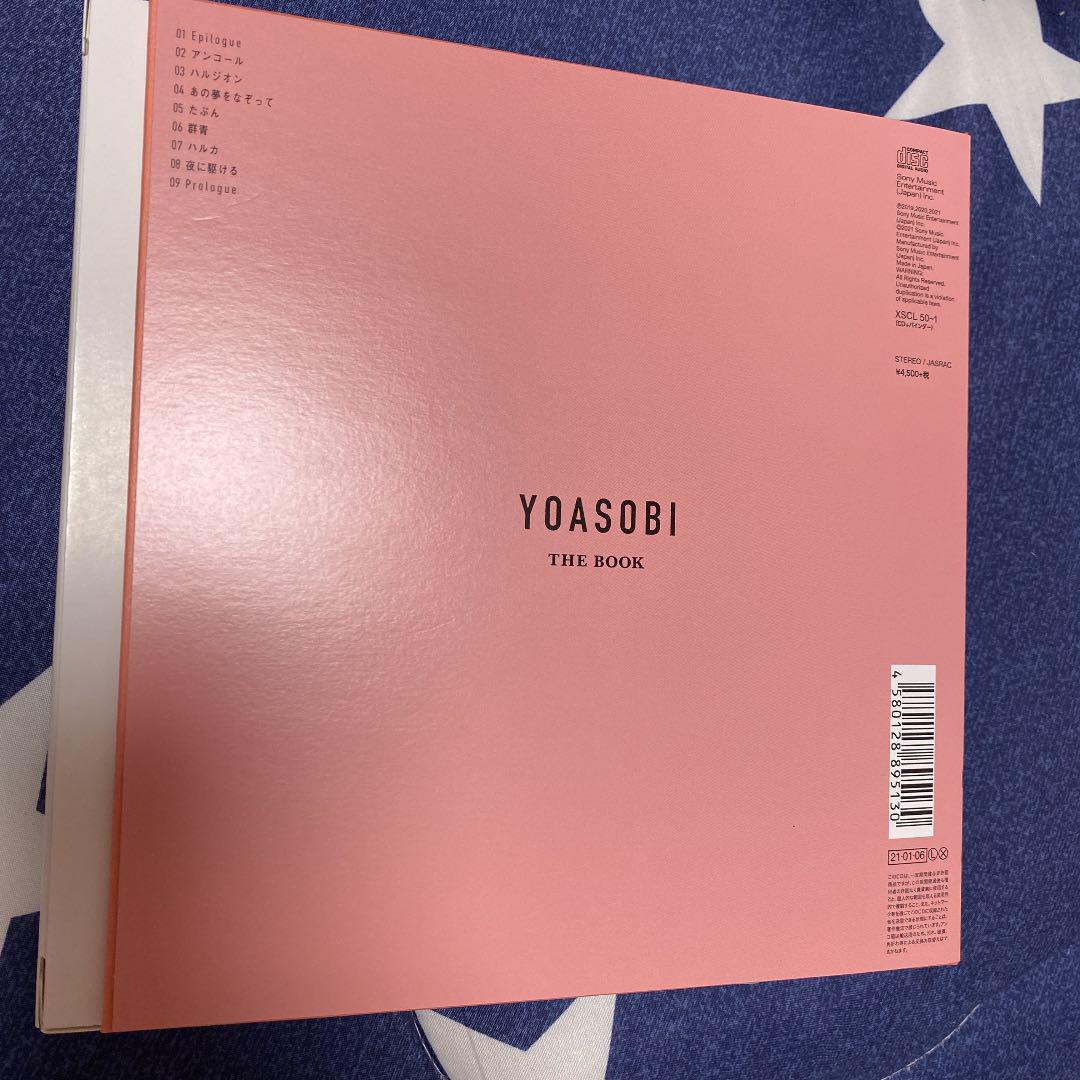 01 Epilogue
02 アンコール
03 ハルジオン
04 あの夢をなぞって
05 たぶん
06 群青
07 ハルカ
08 夜に駆ける
09 Prologue
COMPACT
disc
DIGITAL AUDIO
Sony Music
Entertainment
(Japan) Inc.
℗2019,2020,2021
Sony Music Entertainment
(Japan) Inc.
©2021 Sony Music
Entertainment (Japan) Inc.
Manufactured by
Sony Music Entertainment
(Japan) Inc.
Made in Japan.
WARNING:
All Rights Reserved.
Unauthorized
duplication is a violation
of applicable laws.
XSCL 50~1
(CD+バインダー)
STEREO / JASRAC
¥4,500+税
YOASOBI
THE BOOK
4 580128 895130
21·01·06 L X